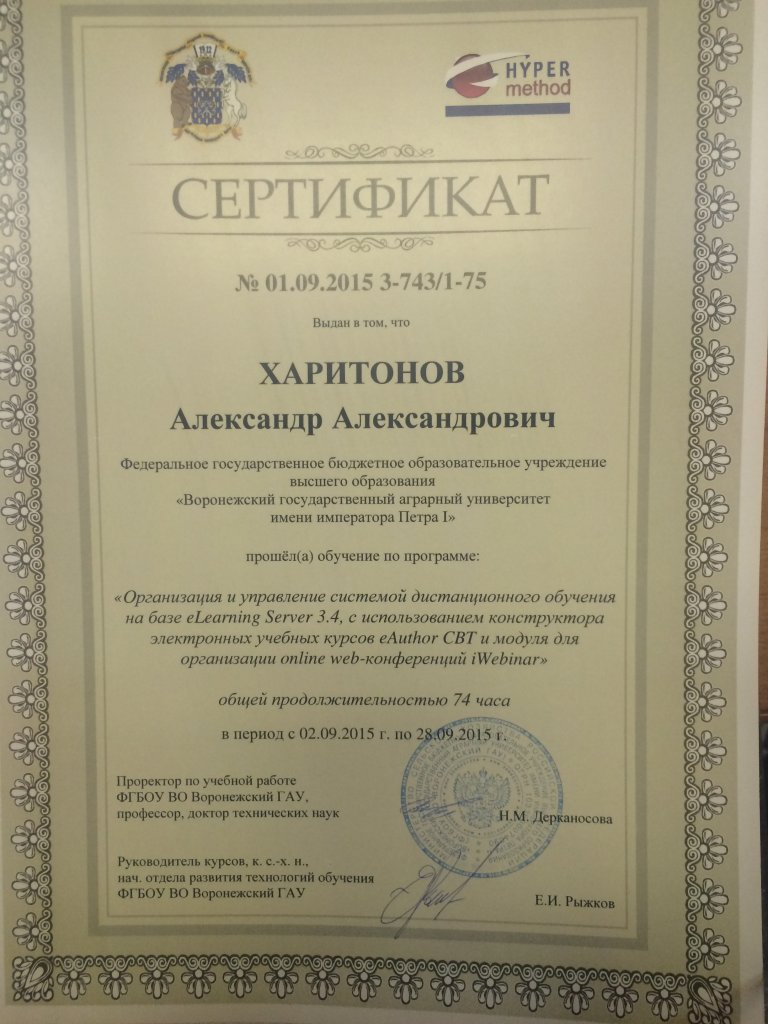 HYPER
method
СЕРТИФИКАТ
№ 01.09.2015 3-743/1-75
Выдан в том, что
ХАРИТОНОВ
Александр Александрович
Федеральное государственное бюджетное образовательное учреждение
высшего образования
«Воронежский государственный аграрный университет
имени императора Петра I»
прошёл(а) обучение по программе:
«Организация и управление системой дистанционного обучения
на базе eLearning Server 3.4, с использованием конструктора
электронных учебных курсов eAuthor CBT и модуля для
организации online web-конференций iWebinar»
общей продолжительностью 74 часа
в период с 02.09.2015 г. по 28.09.2015 г.
Проректор по учебной работе
ФГБОУ ВО Воронежский ГАУ,
профессор, доктор технических наук
Н.М. Дерканосова
Руководитель курсов, к. с.-х. н.,
нач. отдела развития технологий обучения
ФГБОУ ВО Воронежский ГАУ
Е.И. Рыжков